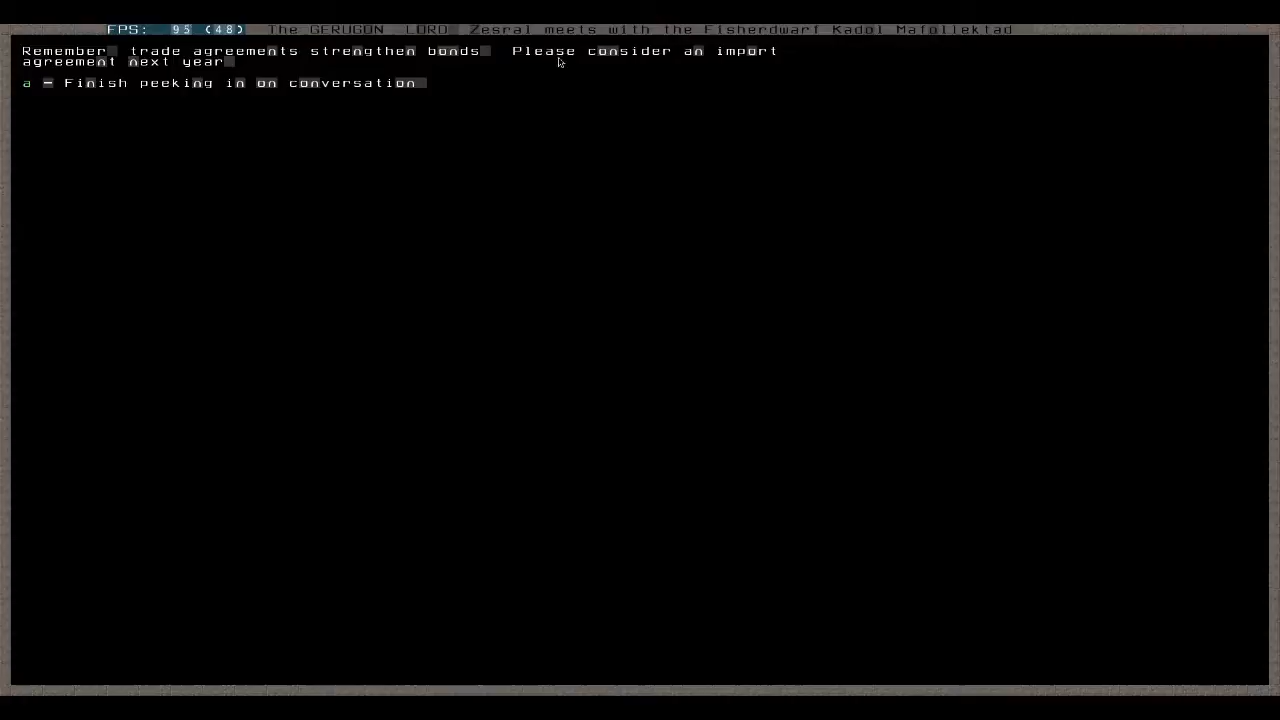 FPS: 95 (48) The GERUGON LORD Zesral meets with the Fisherdwarf Kadol Mafollektad
Remember trade agreements strengthen bonds Please consider an import
agreement next year
a - Finish peeking in on conversation